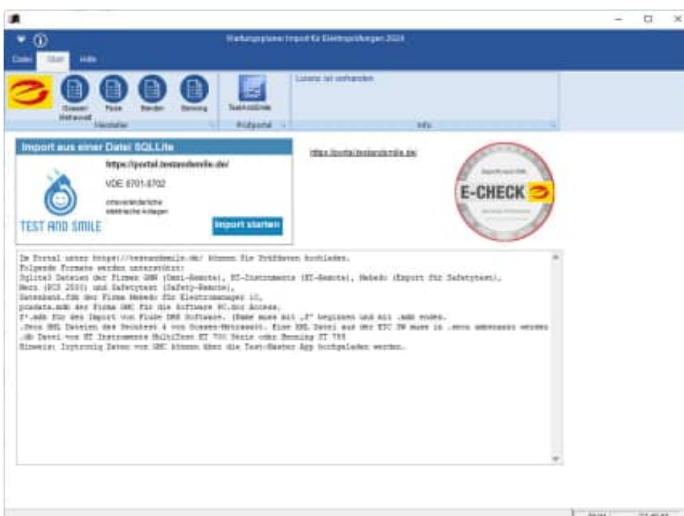 Wartungsplaner Import für Elektroprüfungen 2024
Datei Start Hilfe
Gossen Metrawatt Fluke Bender Benning TestAndSmile
Lizenz ist vorhanden
Hersteller Prüfportal Info
Import aus einer Datei SQLLite
https://portal.testandsmile.de/
VDE 0701-0702
ortsveränderliche
elektrische Anlagen
TEST AND SMILE
Import starten
https://portal.testandsmile.de/
E-CHECK
Im Portal unter https://testandsmile.de/ können Sie Prüfdaten hochladen.
Folgende Formate werden unterstützt:
Sqlite3 Dateien der Firmen GMN (Omni-Remote), HT-Instruments (HT-Remote), Mebedo (Export für Safetytest),
Merz (PCS 2000) und Safetytest (Safety-Remote),
Datenbank.fdb der Firma Mebedo für Electromanager 10,
pcadata.mdb der Firma GMC für die Software PC.doc Access.
F*.mdb für den Import von Fluke DMS Software. (Name muss mit „F" beginnen und mit .mdb enden.
.Secu XML Dateien des Secutest 4 von Gossen-Metrawatt. Eine XML Datei aus der ETC SW muss in .secu umbenannt werden
.db Datei von HT Instruments MultiTest HT 700 Serie oder Benning ST 755
Hinweis: Izytroniq Daten von GMC können über die Test-Master App hochgeladen werden.